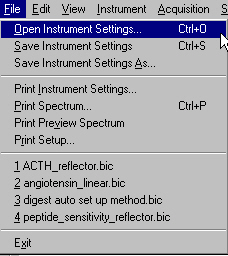 File Edit View Instrument Acquisition S
Open Instrument Settings... Ctrl+O
Save Instrument Settings Ctrl+S
Save Instrument Settings As...
Print Instrument Settings...
Print Spectrum... Ctrl+P
Print Preview Spectrum
Print Setup...
1 ACTH_reflector.bic
2 angiotensin_linear.bic
3 digest auto set up method.bic
4 peptide_sensitivity_reflector.bic
Exit